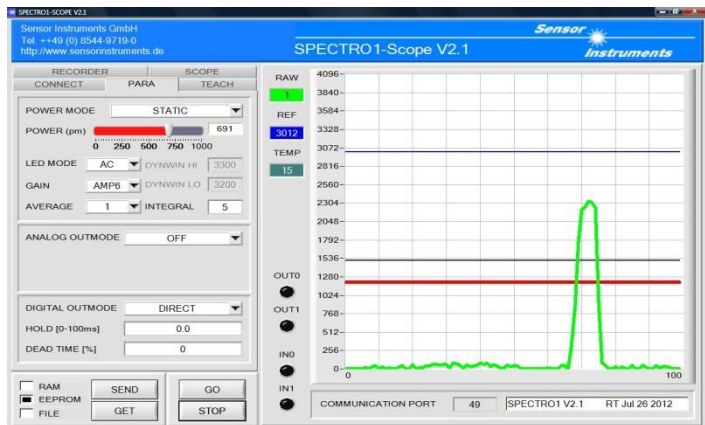 SPECTRO1-SCOPE V2.1
Sensor Instruments GmbH
Tel. ++49 (0) 8544-9719-0
http://www.sensorinstruments.de
SPECTRO1-Scope V2.1
Sensor
Instruments
RECORDER SCOPE
CONNECT PARA TEACH
POWER MODE STATIC
POWER (pm) 691
0 250 500 750 1000
LED MODE AC DYNWIN HI 3300
GAIN AMP6 DYNWIN LO 3200
AVERAGE 1 INTEGRAL 5
ANALOG OUTMODE OFF
DIGITAL OUTMODE DIRECT
HOLD [0-100ms] 0.0
DEAD TIME [%] 0
RAM
EEPROM
FILE
SEND GO
GET STOP
RAW
1
REF
3012
TEMP
15
OUT0
OUT1
IN0
IN1
4096
3840
3584
3328
3072
2816
2560
2304
2048
1792
1536
1280
1024
768
512
256
0
0 100
COMMUNICATION PORT 49 SPECTRO1 V2.1 RT Jul 26 2012